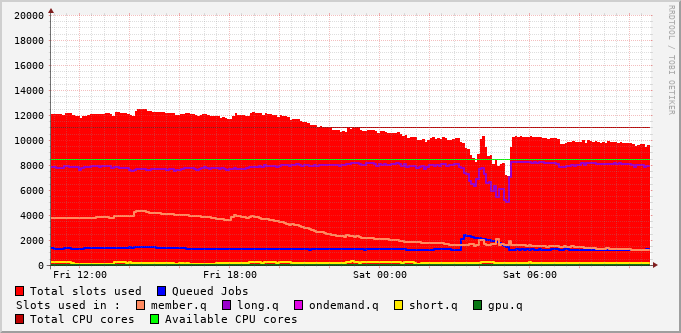 20000
18000
16000
14000
12000
10000
8000
6000
4000
2000
0
Fri 12:00 Fri 18:00 Sat 00:00 Sat 06:00
RRDTOOL / TOBI OETIKER
Total slots used Queued Jobs
Slots used in : member.q long.q ondemand.q short.q gpu.q
Total CPU cores Available CPU cores